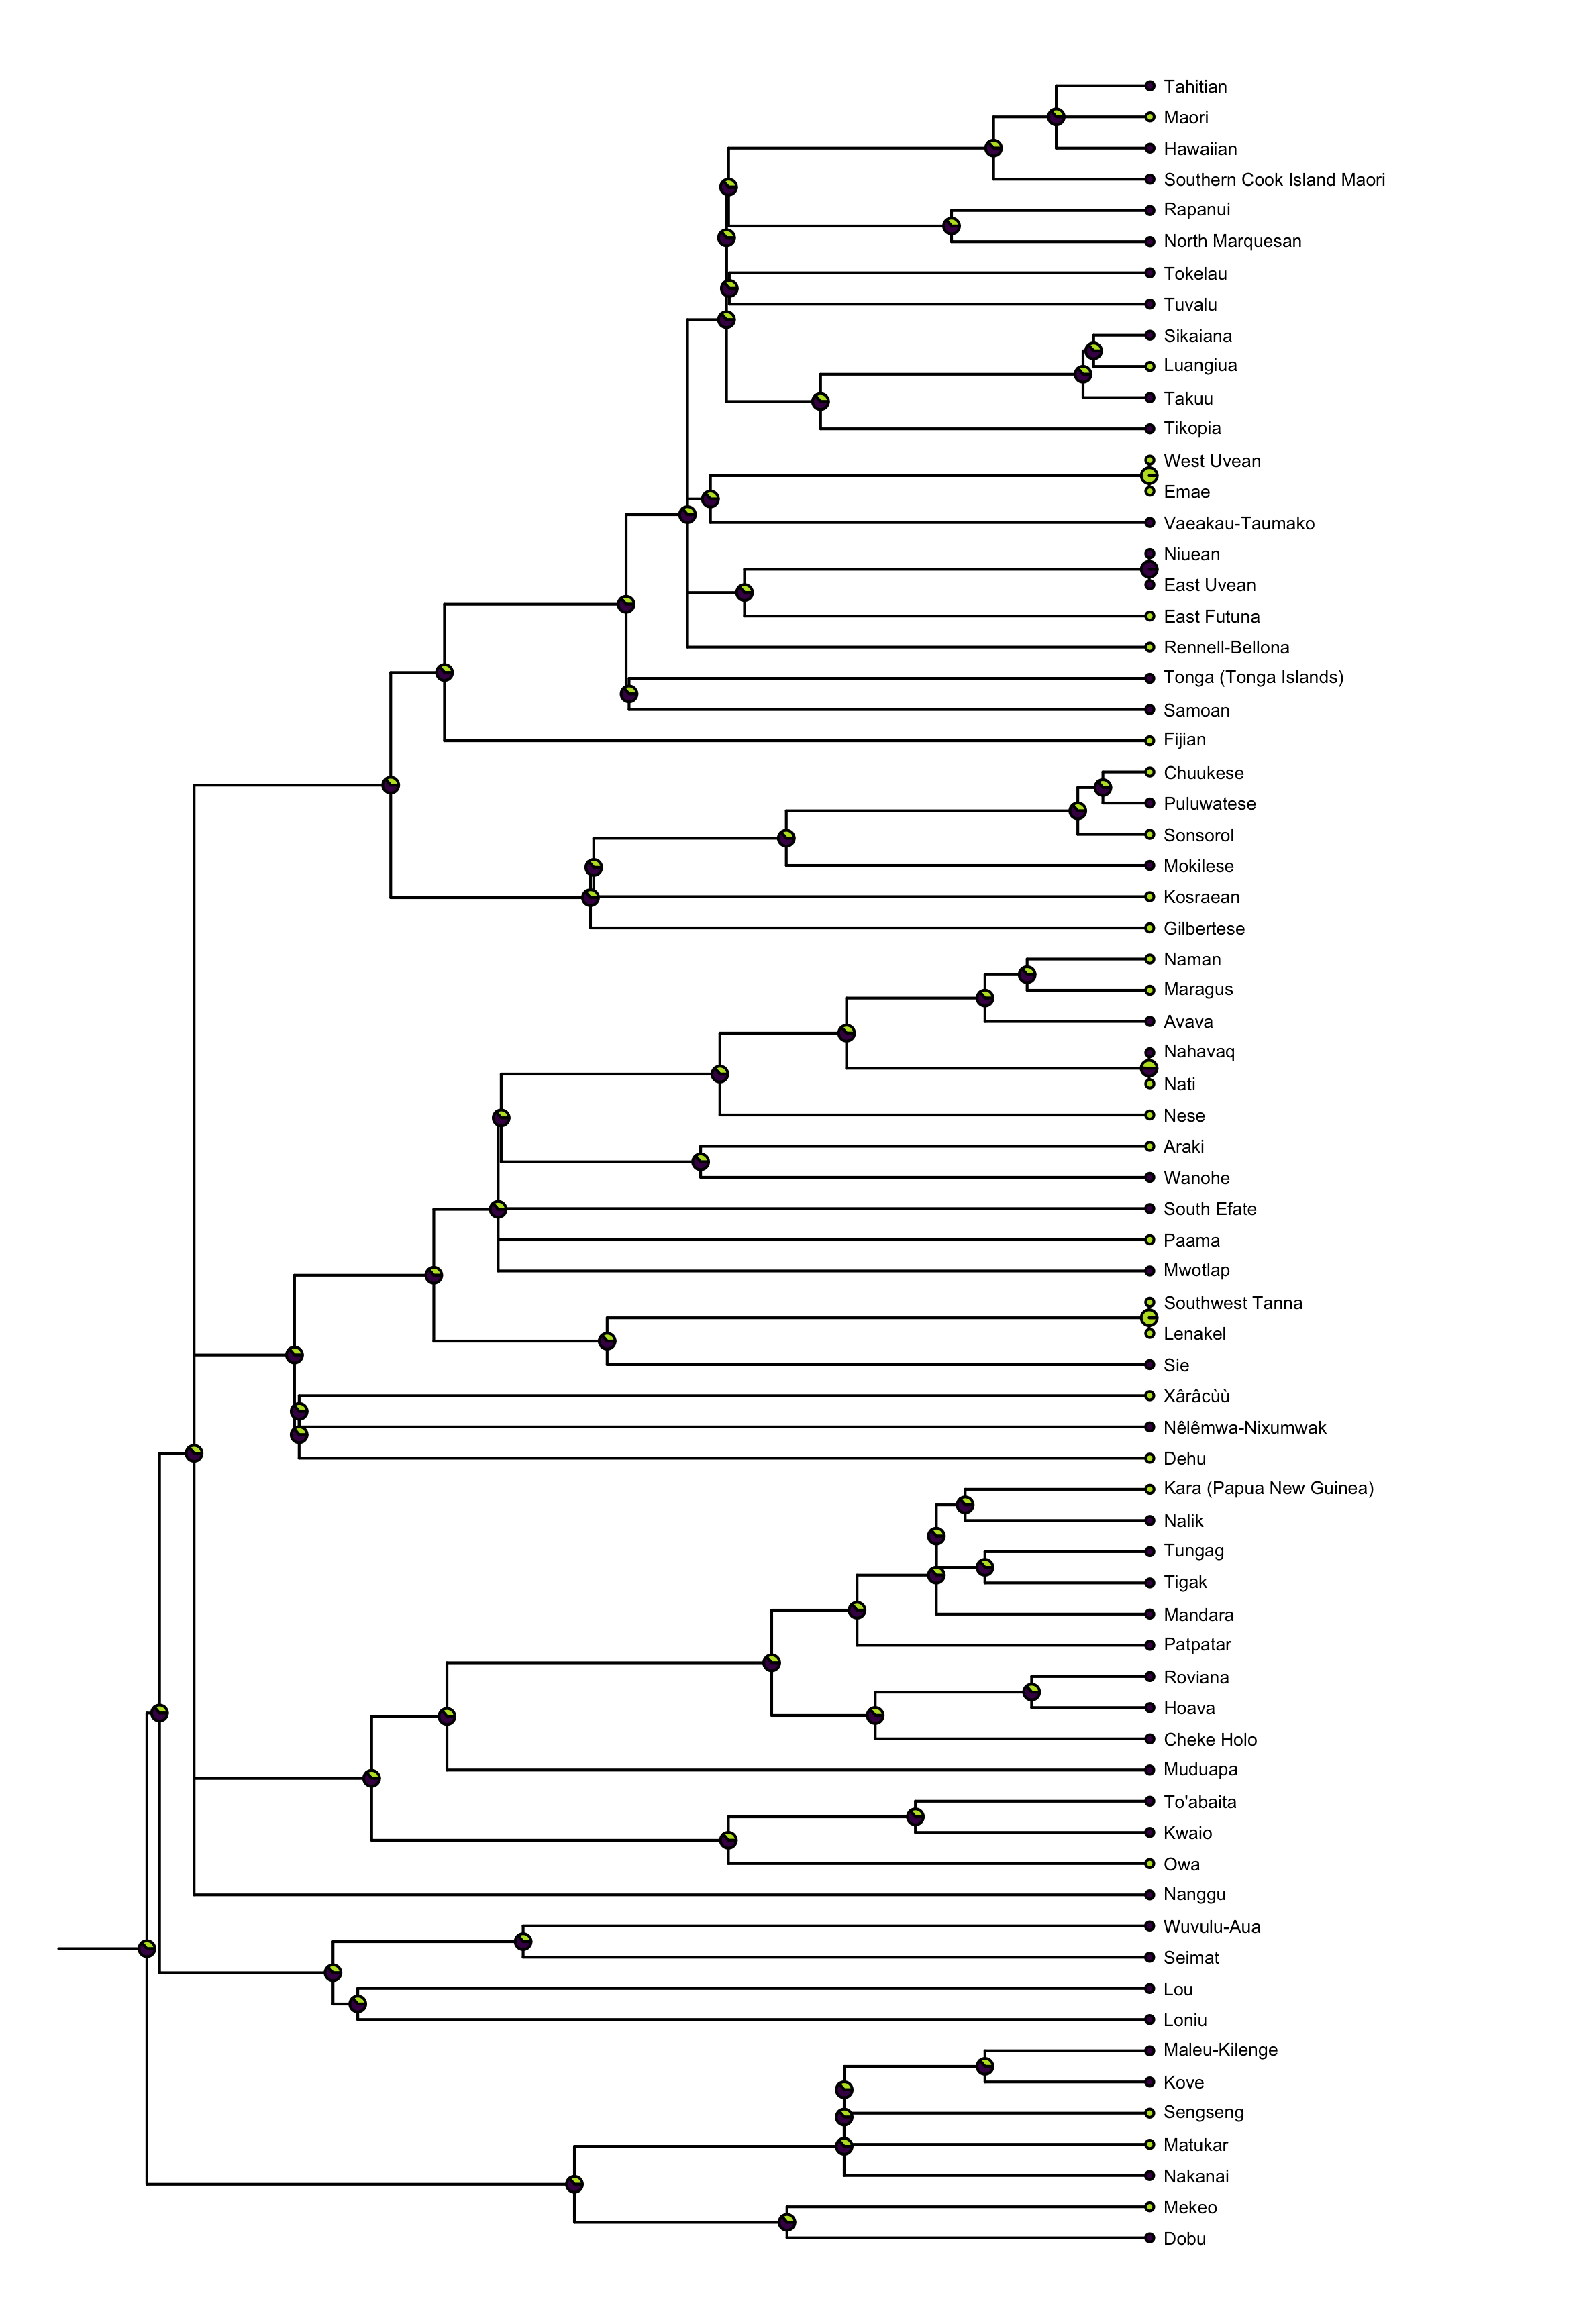 Tahitian
Maori
Hawaiian
Southern Cook Island Maori
Rapanui
North Marquesan
Tokelau
Tuvalu
Sikaiana
Luangiua
Takuu
Tikopia
West Uvean
Emae
Vaeakau-Taumako
Niuean
East Uvean
East Futuna
Rennell-Bellona
Tonga (Tonga Islands)
Samoan
Fijian
Chuukese
Puluwatese
Sonsorol
Mokilese
Kosraean
Gilbertese
Naman
Maragus
Avava
Nahavaq
Nati
Nese
Araki
Wanohe
South Efate
Paama
Mwotlap
Southwest Tanna
Lenakel
Sie
Xârâcùù
Nêlêmwa-Nixumwak
Dehu
Kara (Papua New Guinea)
Nalik
Tungag
Tigak
Mandara
Patpatar
Roviana
Hoava
Cheke Holo
Muduapa
To'abaita
Kwaio
Owa
Nanggu
Wuvulu-Aua
Seimat
Lou
Loniu
Maleu-Kilenge
Kove
Sengseng
Matukar
Nakanai
Mekeo
Dobu